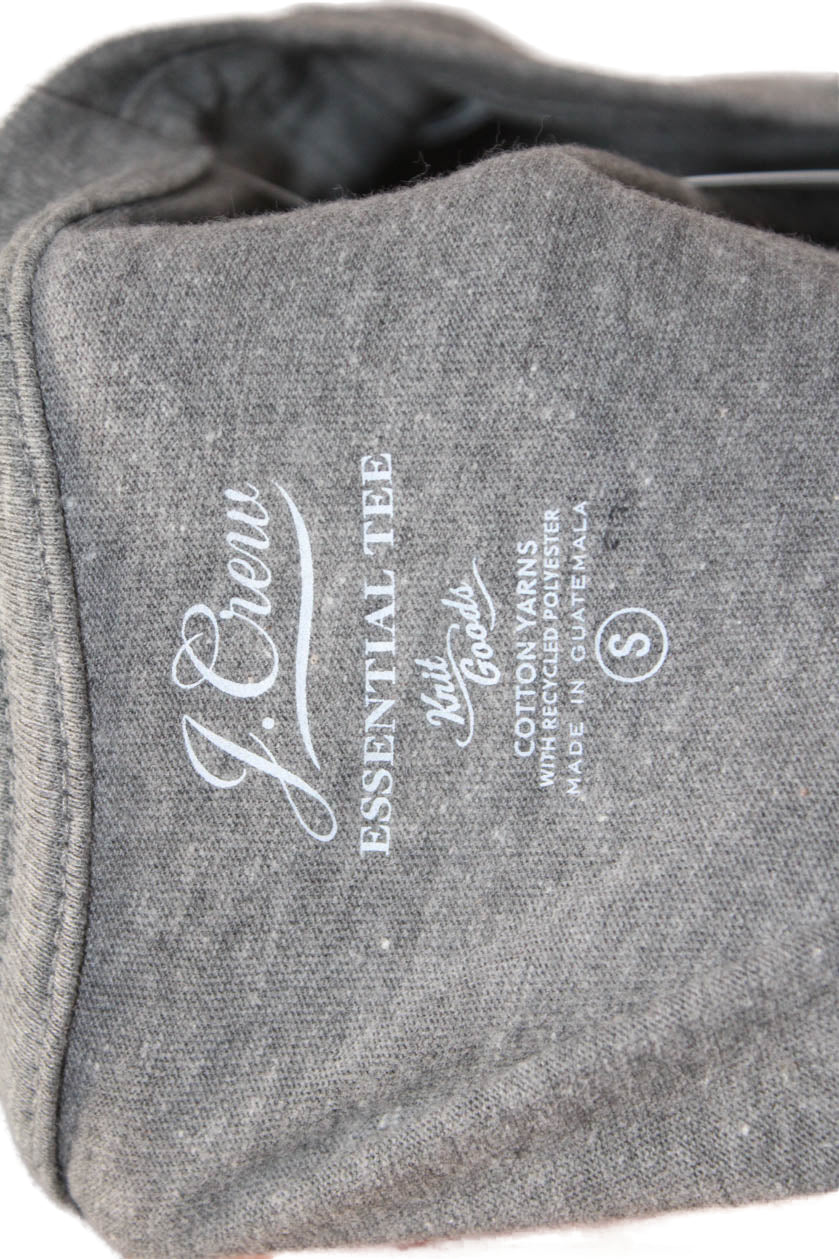 J.Crew
ESSENTIAL TEE
Knit
Goods
COTTON YARNS
WITH RECYCLED POLYESTER
MADE IN GUATEMALA
S